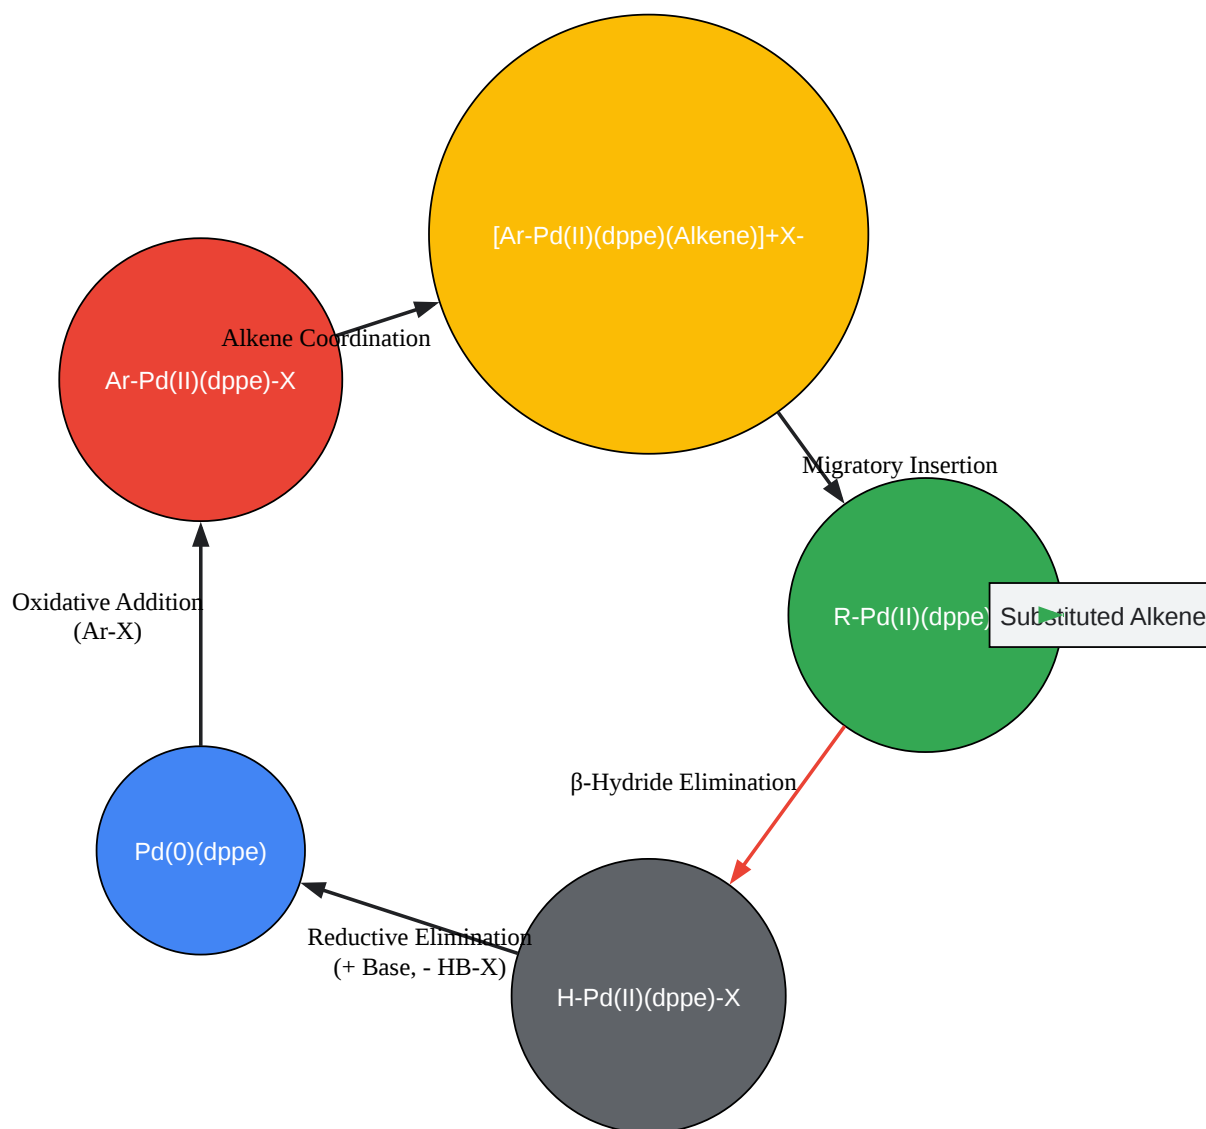 [Ar-Pd(II)(dppe)(Alkene)]+X-
Alkene Coordination
Ar-Pd(II)(dppe)-X
Migratory Insertion
Oxidative Addition
(Ar-X)
R-Pd(II)(dppe)
Substituted Alkene
β-Hydride Elimination
Pd(0)(dppe)
Reductive Elimination
(+ Base, - HB-X)
H-Pd(II)(dppe)-X